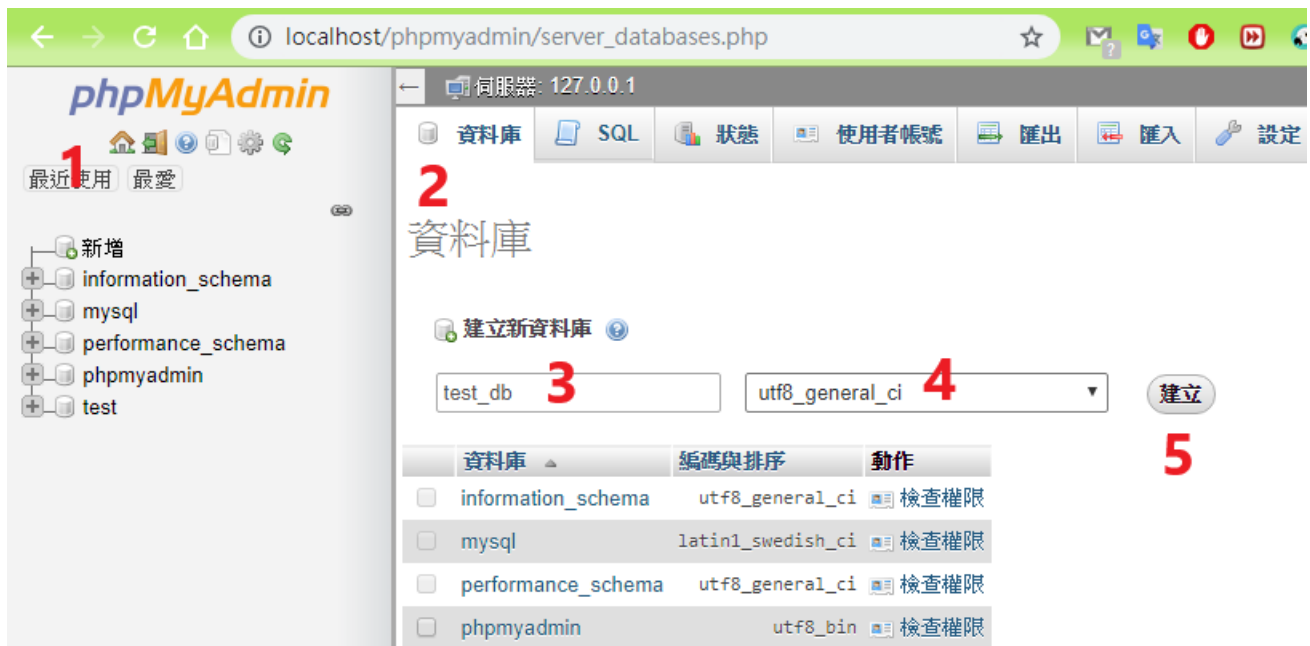 localhost/phpmyadmin/server_databases.php
phpMyAdmin
1
最近使用 最愛
新增
information_schema
mysql
performance_schema
phpmyadmin
test
← 伺服器: 127.0.0.1
資料庫 SQL 狀態 使用者帳號 匯出 匯入 設定
2
資料庫
建立新資料庫
test_db 3 utf8_general_ci 4 建立
5
資料庫 編碼與排序 動作
information_schema utf8_general_ci 檢查權限
mysql latin1_swedish_ci 檢查權限
performance_schema utf8_general_ci 檢查權限
phpmyadmin utf8_bin 檢查權限